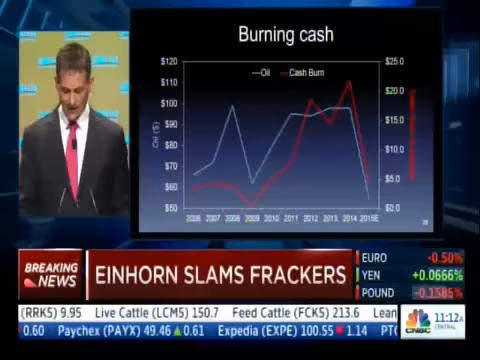 Burning cash
Oil Cash Burn
$120 $110 $100 $90 $80 $70 $60 $50
Oil ($)
$25.0 $20.0 $15.0 $10.0 $5.0 $0.0
2006 2007 2008 2009 2010 2011 2012 2013 2014 2015E
BREAKING NEWS
EINHORN SLAMS FRACKERS
EURO -0.50%
YEN +0.0666%
POUND -0.1585%
(RRK5) 9.95 Live Cattle (LCM5) 150.7 Feed Cattle (FCK5) 213.6 Lean
0.60 Paychex (PAYX) 49.46 ▲ 0.61 Expedia (EXPE) 100.55 ▼ 1.14 PTC
CNBC
11:12A
CENTRAL